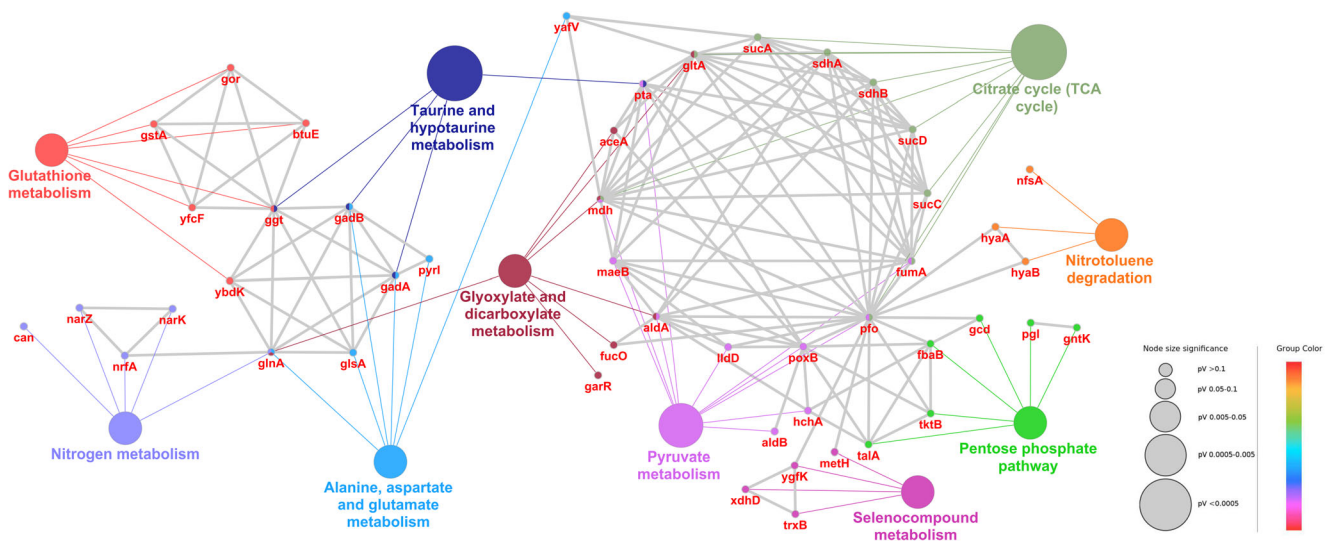 yafV
sucA
gltA
sdhA
sdhB
Citrate cycle (TCA
cycle)
gor
pta
Taurine and
hypotaurine
metabolism
gstA
btuE
aceA
sucD
Glutathione
metabolism
nfsA
yfcF
ggt
gadB
mdh
sucC
hyaA
Nitrotoluene
degradation
pyrI
maeB
fumA
hyaB
ybdK
gadA
Glyoxylate and
dicarboxylate
metabolism
narZ
narK
can
aldA
pfo
gcd
pgl
gntK
nrfA
glnA
glsA
fucO
lldD
poxB
fbaB
garR
Node size significance
Group Color
pV >0.1
pV 0.05-0.1
pV 0.005-0.05
pV 0.0005-0.005
pV <0.0005
hchA
tktB
Nitrogen metabolism
aldB
Pyruvate
metabolism
talA
Pentose phosphate
pathway
metH
ygfK
Alanine, aspartate
and glutamate
metabolism
xdhD
trxB
Selenocompound
metabolism